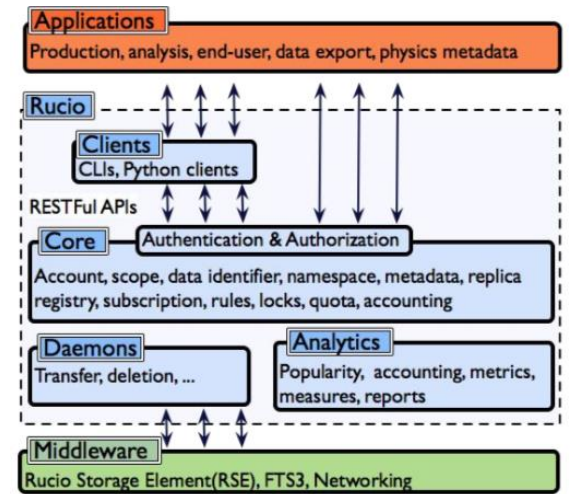 Applications
Production, analysis, end-user, data export, physics metadata
Rucio
Clients
CLIs, Python clients
RESTFul APIs
Core
Authentication & Authorization
Account, scope, data identifier, namespace, metadata, replica
registry, subscription, rules, locks, quota, accounting
Daemons
Transfer, deletion, ...
Analytics
Popularity, accounting, metrics,
measures, reports
Middleware
Rucio Storage Element(RSE), FTS3, Networking